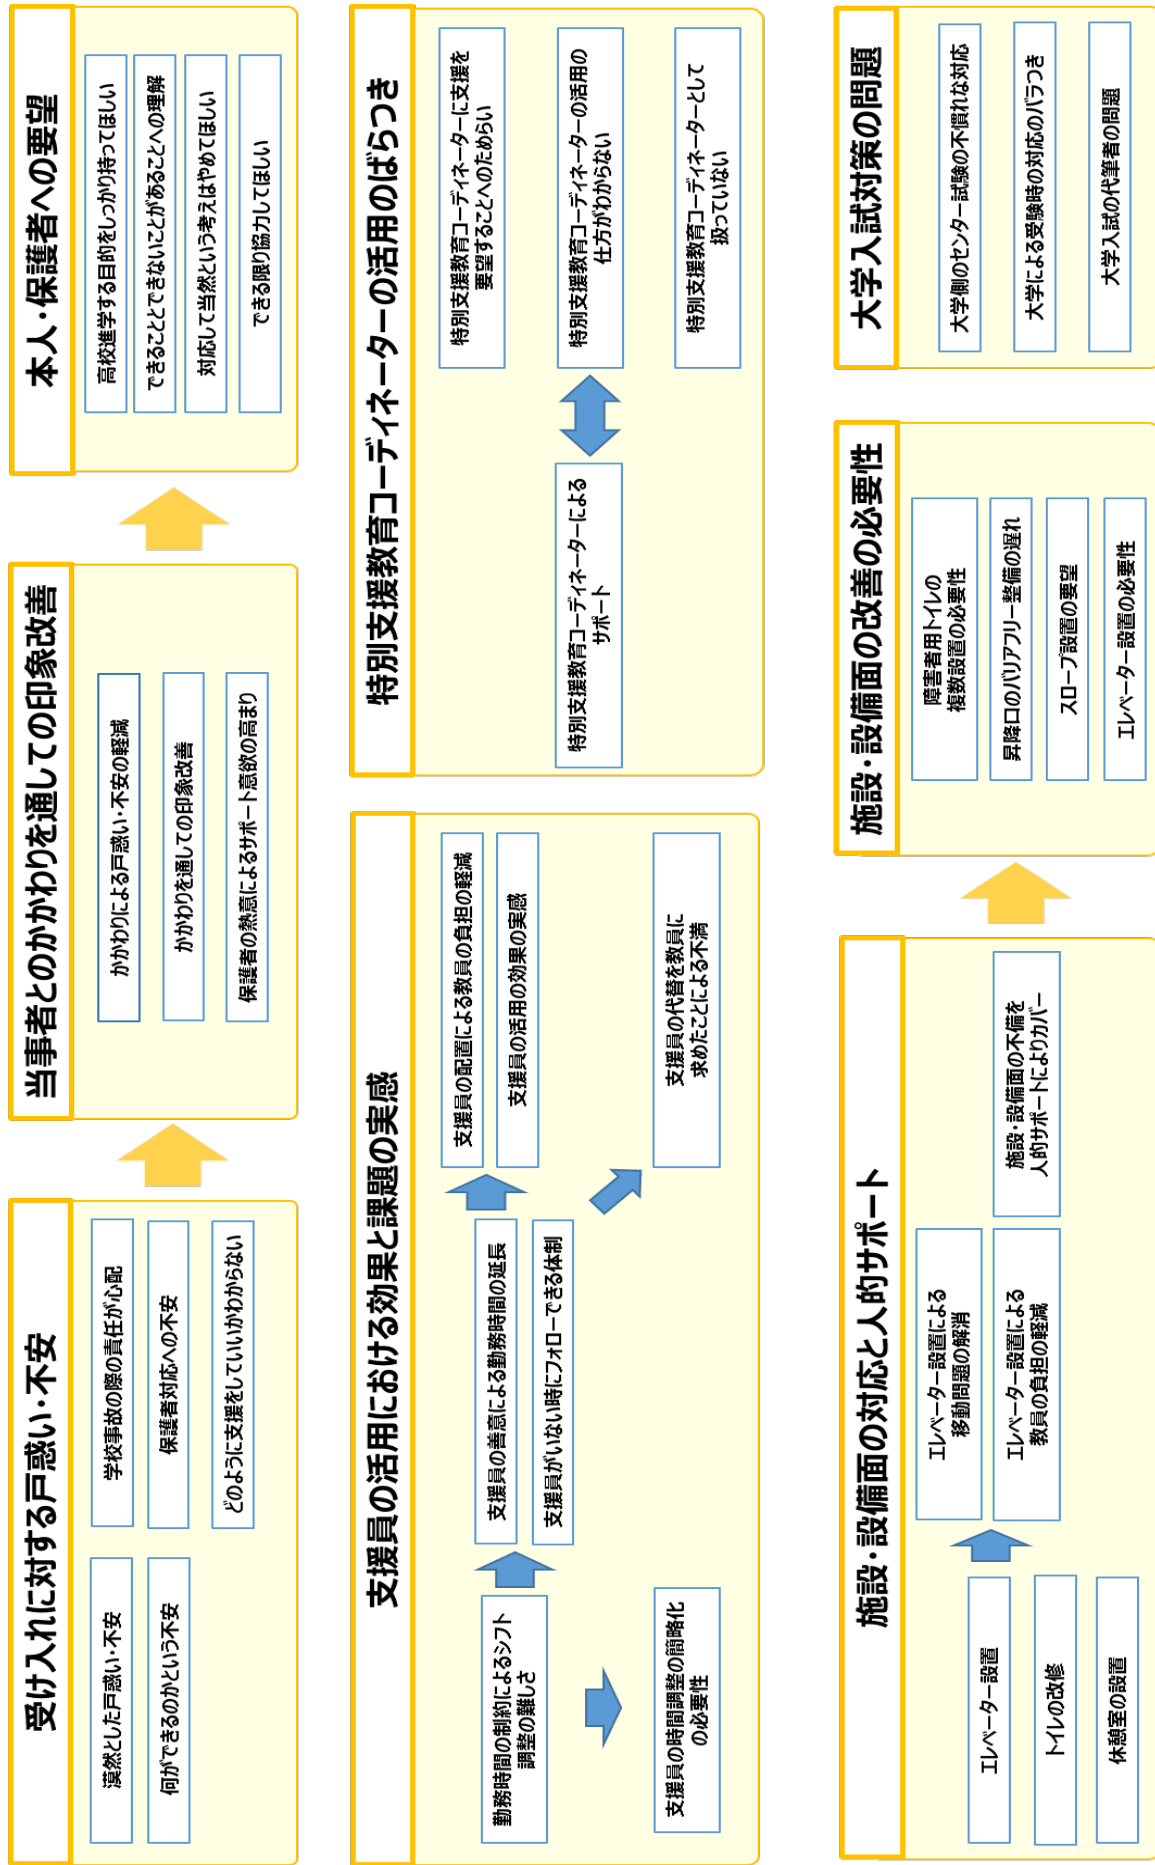 受け入れに対する戸惑い・不安
漠然とした戸惑い・不安
何ができるのかという不安
学校事故の際の責任が心配
保護者対応への不安
どのように支援をしていいかわからない
当事者とのかかわりを通しての印象改善
かかわりによる戸惑い・不安の軽減
かかわりを通しての印象改善
保護者の熱意によるサポート意欲の高まり
本人・保護者への要望
高校進学する目的をしっかり持ってほしい
できることとできないことがあることへの理解
対応して当然という考えはやめてほしい
できる限り協力してほしい
支援員の活用における効果と課題の実感
勤務時間の制約によるシフト
調整の難しさ
支援員の時間調整の簡略化
の必要性
支援員の善意による勤務時間の延長
支援員がいない時にフォローできる体制
支援員の配置による教員の負担の軽減
支援員の活用の効果の実感
支援員の代替を教員に
求めたことによる不満
特別支援教育コーディネーターの活用のばらつき
特別支援教育コーディネーターによる
サポート
特別支援教育コーディネーターに支援を
要望することへのためらい
特別支援教育コーディネーターの活用の
仕方がわからない
特別支援教育コーディネーターとして
扱っていない
施設・設備面の対応と人的サポート
エレベーター設置
トイレの改修
休憩室の設置
エレベーター設置による
移動問題の解消
エレベーター設置による
教員の負担の軽減
施設・設備面の不備を
人的サポートによりカバー
施設・設備面の改善の必要性
障害者用トイレの
複数設置の必要性
昇降口のバリアフリー整備の遅れ
スロープ設置の要望
エレベーター設置の必要性
大学入試対策の問題
大学側のセンター試験の不慣れな対応
大学による受験時の対応のバラつき
大学入試の代筆者の問題